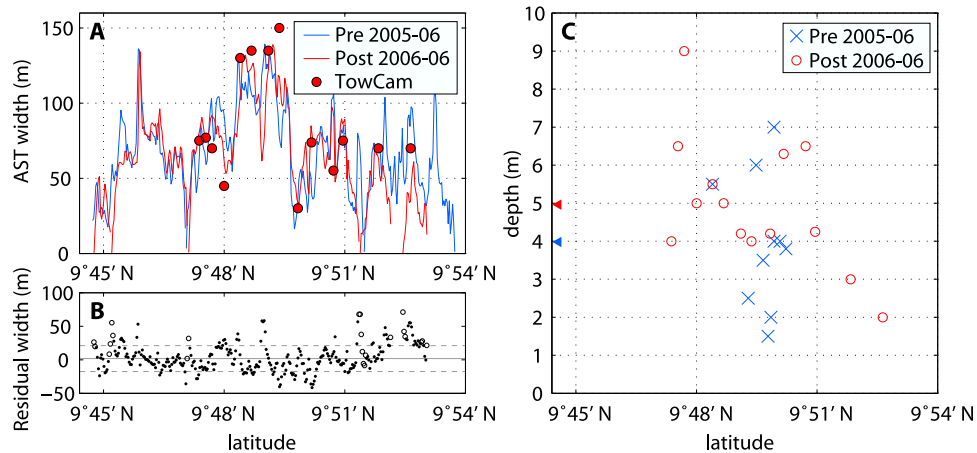 A
Pre 2005-06
Post 2006-06
TowCam
AST width (m)
150
100
50
0
9°45′ N
9°48′ N
9°51′ N
9°54′ N
B
Residual width (m)
100
50
0
−50
9°45′ N
9°48′ N
9°51′ N
9°54′ N
latitude
C
Pre 2005-06
Post 2006-06
depth (m)
10
9
8
7
6
5
4
3
2
1
0
9°45′ N
9°48′ N
9°51′ N
9°54′ N
latitude